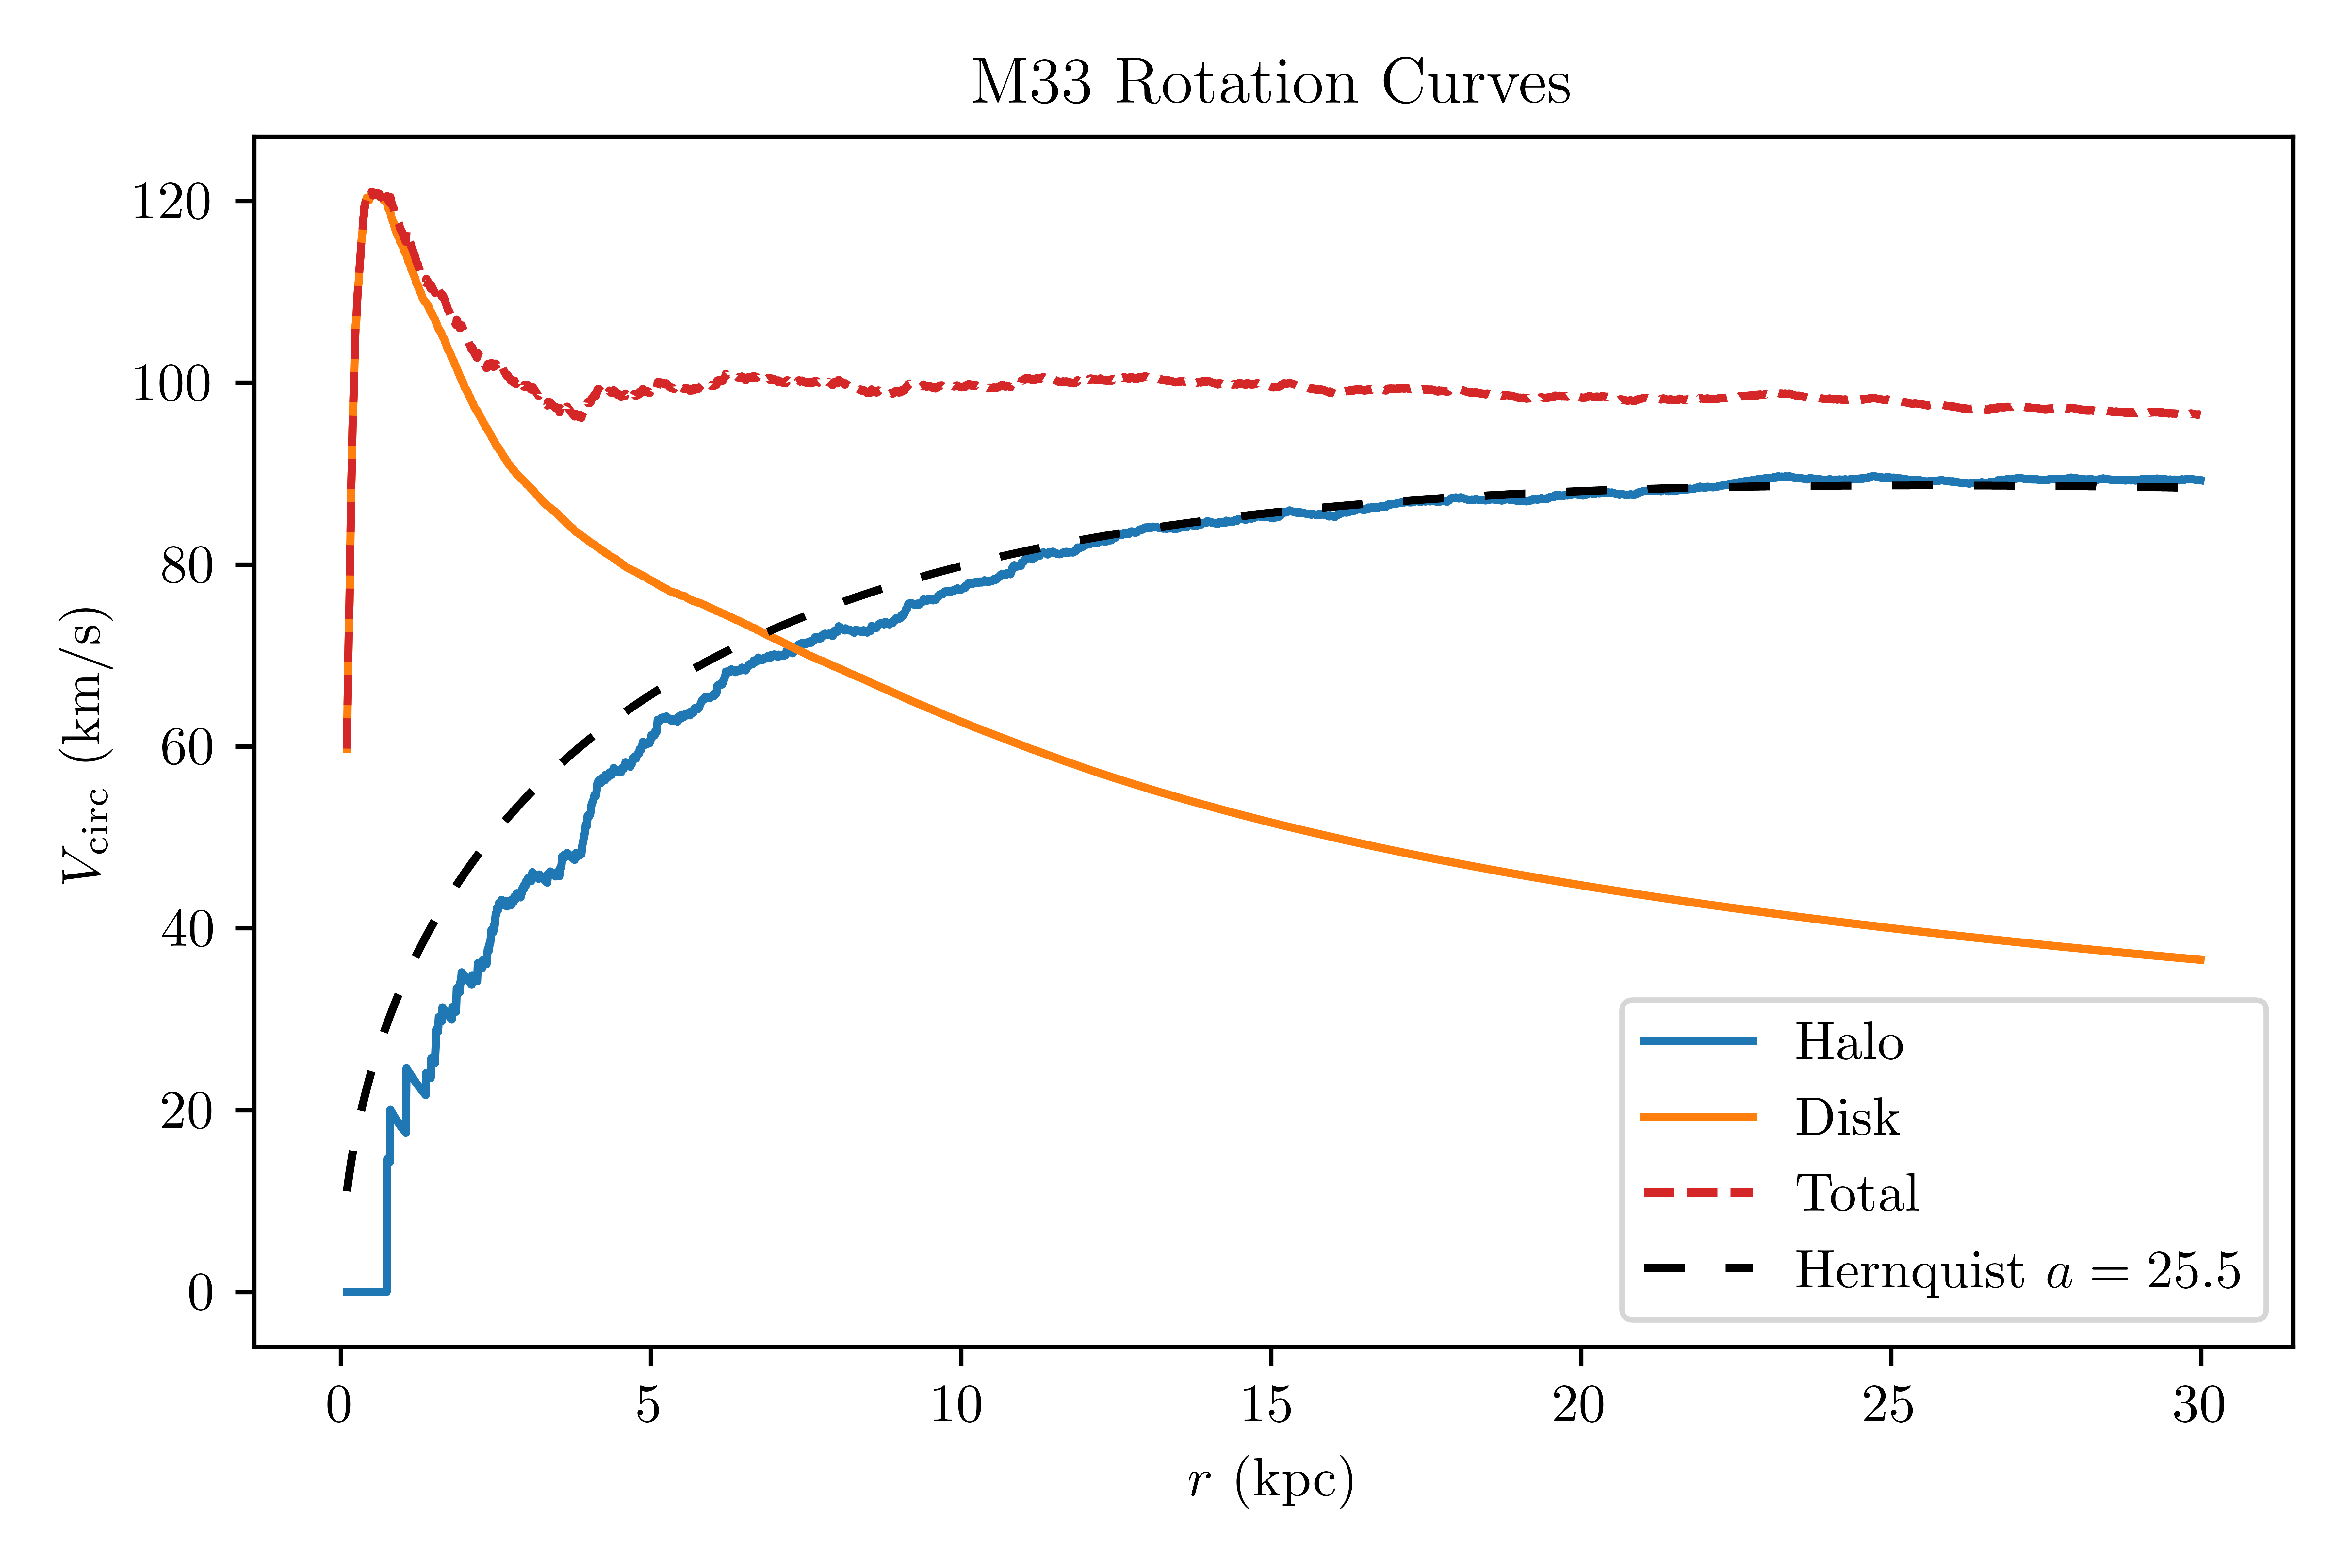 M33 Rotation Curves
120
100
80
60
40
20
0
V_circ (km/s)
0 5 10 15 20 25 30
r (kpc)
Halo
Disk
Total
Hernquist a = 25.5